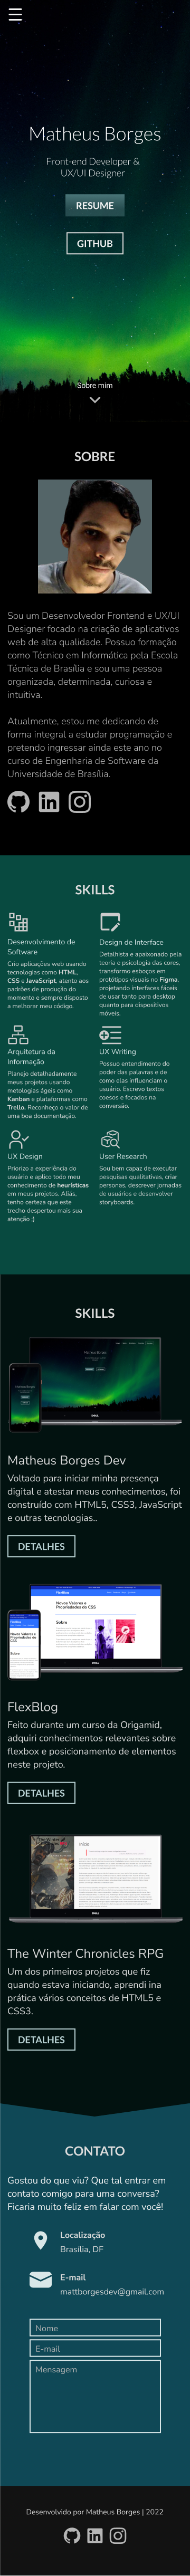 Matheus Borges
Front-end Developer &
UX/UI Designer
RESUME
GITHUB
Sobre mim
SOBRE
Sou um Desenvolvedor Frontend e UX/UI
Designer focado na criação de aplicativos
web de alta qualidade. Possuo formação
como Técnico em Informática pela Escola
Técnica de Brasília e sou uma pessoa
organizada, determinada, curiosa e
intuitiva.
Atualmente, estou me dedicando de
forma integral a estudar programação e
pretendo ingressar ainda este ano no
curso de Engenharia de Software da
Universidade de Brasília.
SKILLS
Desenvolvimento de
Software
Crio aplicações web usando
tecnologias como HTML,
CSS e JavaScript, atento aos
padrões de produção do
momento e sempre disposto
a melhorar meu código.
Design de Interface
Detalhista e apaixonado pela
teoria e psicologia das cores,
transformo esboços em
protótipos visuais no Figma,
projetando interfaces fáceis
de usar tanto para desktop
quanto para dispositivos
móveis.
Arquitetura da
Informação
Planejo detalhadamente
meus projetos usando
metologias ágeis como
Kanban e plataformas como
Trello. Reconheço o valor de
uma boa documentação.
UX Writing
Possuo entendimento do
poder das palavras e de
como elas influenciam o
usuário. Escrevo textos
coesos e focados na
conversão.
UX Design
Priorizo a experiência do
usuário e aplico todo meu
conhecimento de heurísticas
em meus projetos. Aliás,
tenho certeza que este
trecho despertou mais sua
atenção ;)
User Research
Sou bem capaz de executar
pesquisas qualitativas, criar
personas, descrever jornadas
de usuários e desenvolver
storyboards.
SKILLS
Matheus Borges Dev
Voltado para iniciar minha presença
digital e atestar meus conhecimentos, foi
construído com HTML5, CSS3, JavaScript
e outras tecnologias..
DETALHES
Novos Valores e
Propriedades do CSS
Sobre
FlexBlog
Feito durante um curso da Origamid,
adquiri conhecimentos relevantes sobre
flexbox e posicionamento de elementos
neste projeto.
DETALHES
Início
The Winter Chronicles RPG
Um dos primeiros projetos que fiz
quando estava iniciando, aprendi ina
prática vários conceitos de HTML5 e
CSS3.
DETALHES
CONTATO
Gostou do que viu? Que tal entrar em
contato comigo para uma conversa?
Ficaria muito feliz em falar com você!
Localização
Brasília, DF
E-mail
mattborgesdev@gmail.com
Nome
E-mail
Mensagem
Desenvolvido por Matheus Borges | 2022